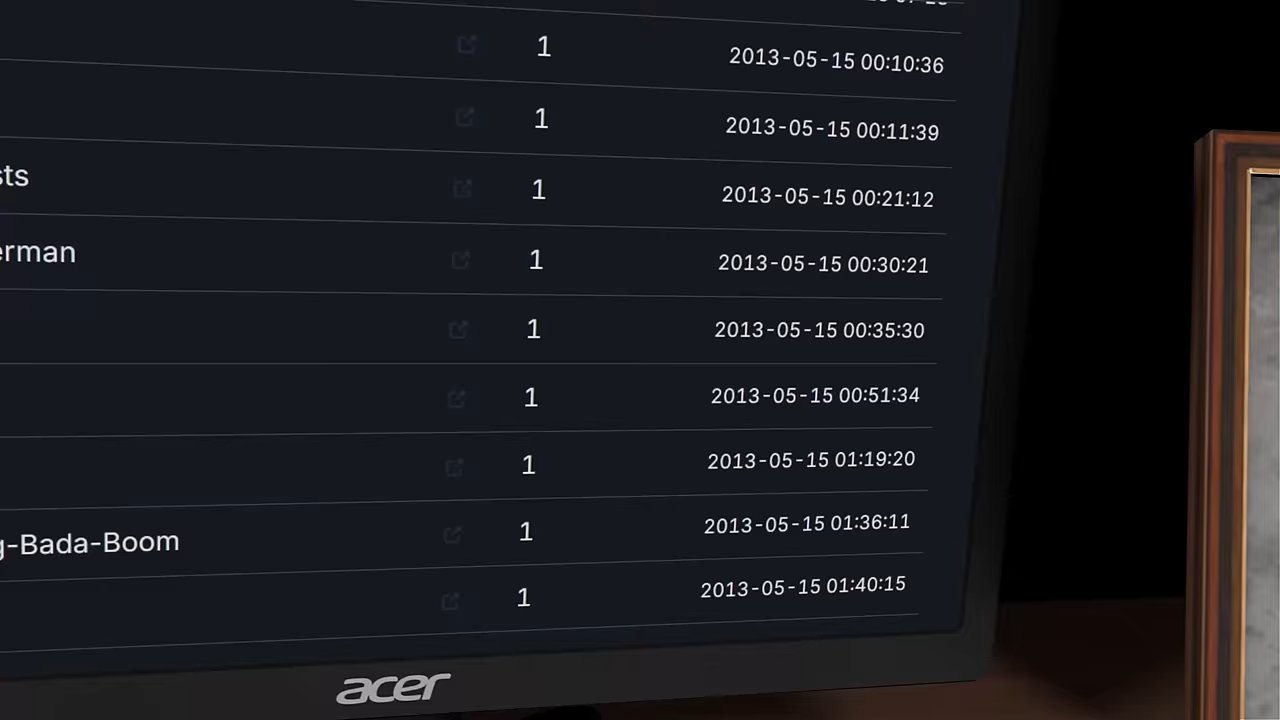 1 2013-05-15 00:10:36
1 2013-05-15 00:11:39
sts 1 2013-05-15 00:21:12
erman 1 2013-05-15 00:30:21
1 2013-05-15 00:35:30
1 2013-05-15 00:51:34
1 2013-05-15 01:19:20
g-Bada-Boom 1 2013-05-15 01:36:11
1 2013-05-15 01:40:15
acer